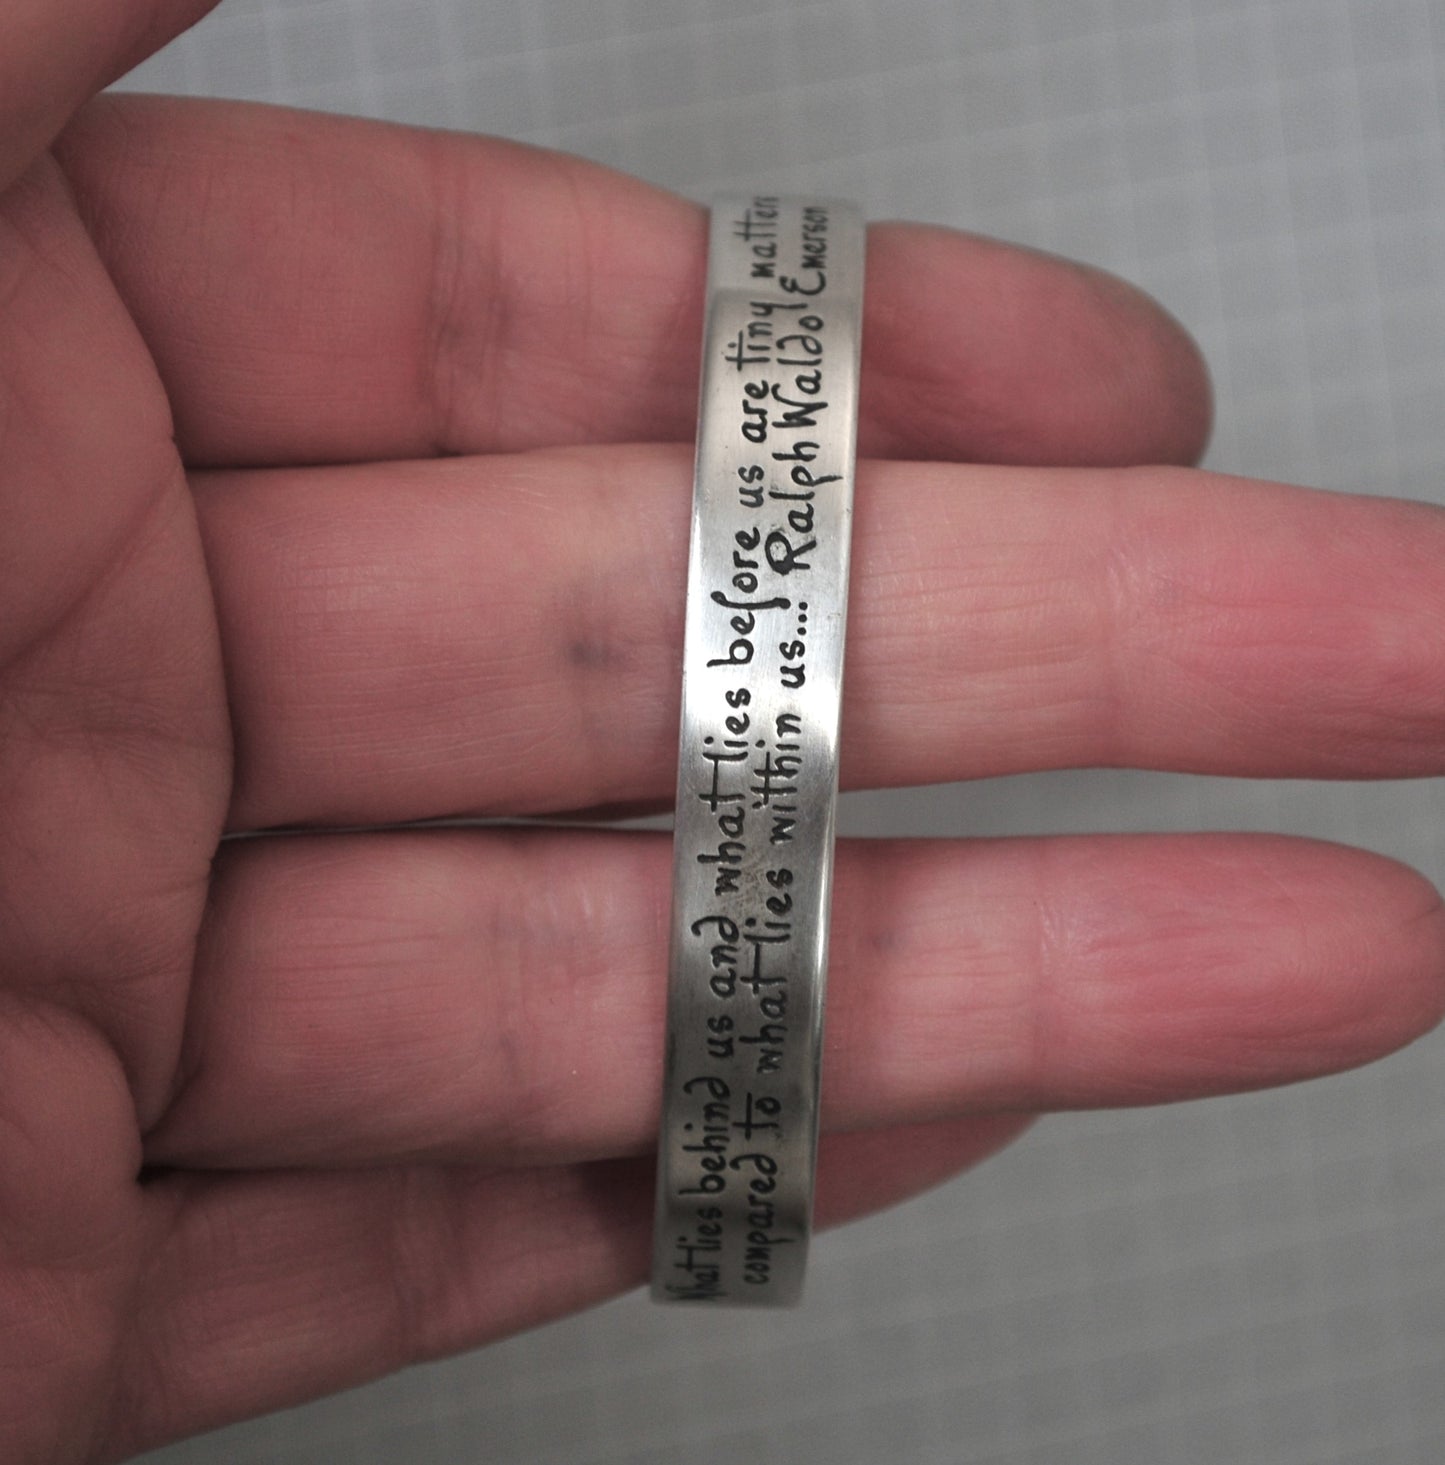 What lies behind us and what lies before us are tiny matters
compared to what lies within us... Ralph Waldo Emerson